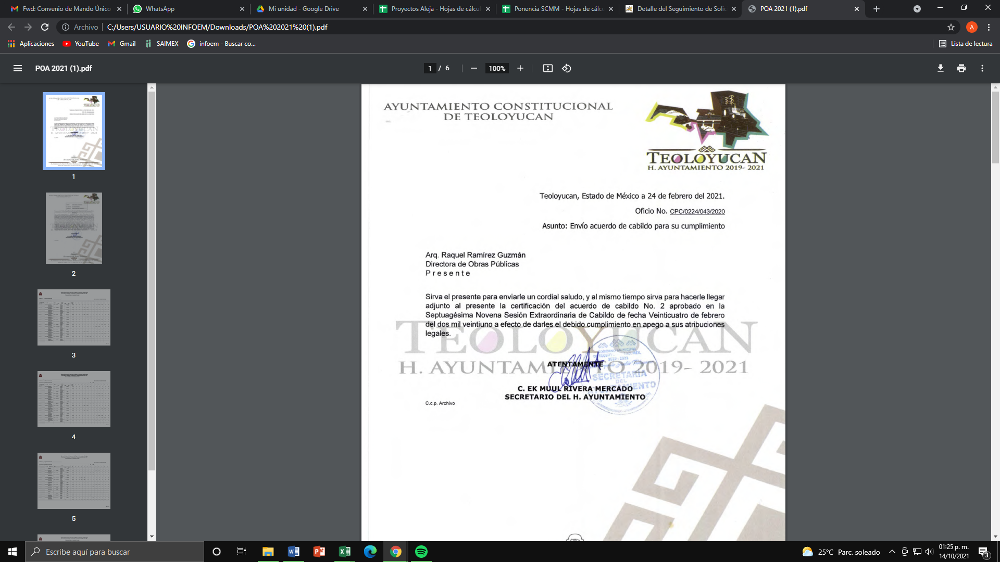 Fwd: Convenio de Mando Único
WhatsApp
Mi unidad - Google Drive
Proyectos Aleja - Hojas de cálcu
Ponencia SCMM - Hojas de cálcu
Detalle del Seguimiento de Solic
POA 2021 (1).pdf
Archivo
C:/Users/USUARIO%20INFOEM/Downloads/POA%202021%20(1).pdf
A
Aplicaciones
YouTube
Gmail
SAIMEX
infoem - Buscar co...
Lista de lectura
POA 2021 (1).pdf
1 / 6
100%
1
2
3
4
5
AYUNTAMIENTO CONSTITUCIONAL
DE TEOLOYUCAN
TEOLOYUCAN
H. AYUNTAMIENTO 2019- 2021
Teoloyucan, Estado de México a 24 de febrero del 2021.
Oficio No. CPC/0224/043/2020
Asunto: Envío acuerdo de cabildo para su cumplimiento
Arq. Raquel Ramírez Guzmán
Directora de Obras Públicas
P r e s e n t e
Sirva el presente para enviarle un cordial saludo, y al mismo tiempo sirva para hacerle llegar
adjunto al presente la certificación del acuerdo de cabildo No. 2 aprobado en la
Septuagésima Novena Sesión Extraordinaria de Cabildo de fecha Veinticuatro de febrero
del dos mil veintiuno a efecto de darles el debido cumplimiento en apego a sus atribuciones
legales.
TEOLOYUCAN
H. AYUNTAMIENTO 2019- 2021
ATENTAMENTE
2019-2021
SECRETARIA
DEL
C. EK MUUL RIVERA MERCADO
SECRETARIO DEL H. AYUNTAMIENTO
C.c.p. Archivo
Escribe aquí para buscar
25°C Parc. soleado
01:25 p. m.
14/10/2021
3